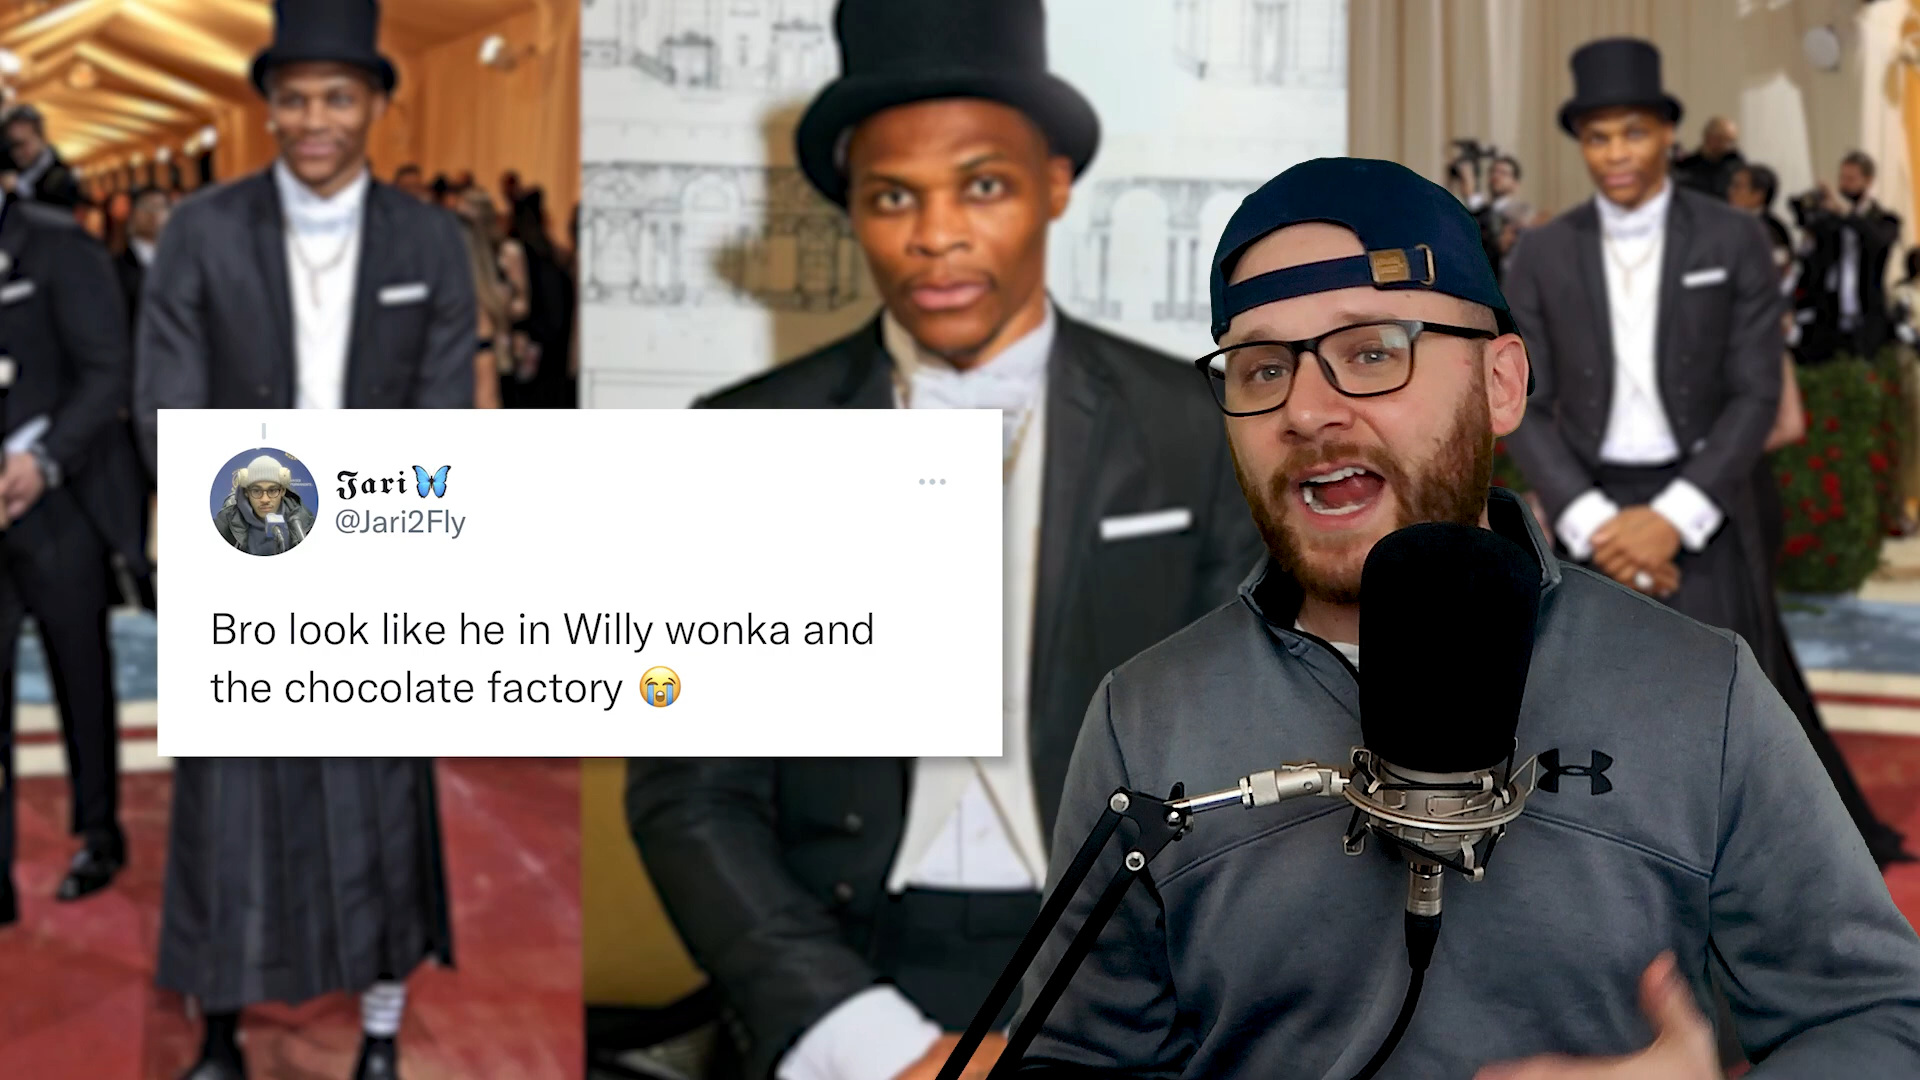 𝕵𝖆𝖗𝖎🦋
@Jari2Fly
Bro look like he in Willy wonka and
the chocolate factory 😭